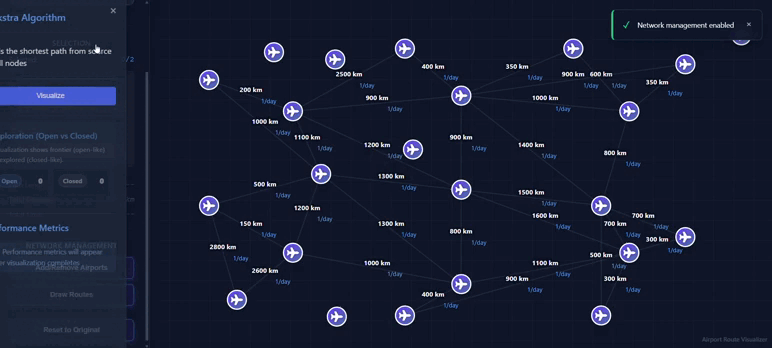 ×
kstra Algorithm
s the shortest path from source
ll nodes
Visualize
ploration (Open vs Closed)
sualization shows frontier (open-like)
explored (closed-like).
Open 0 Closed 0
rformance Metrics
NETWORK MANAGEMENT
Performance metrics will appear
er visualization completes
Add/Remove Airports
Draw Routes
Reset to Original
✓ Network management enabled ×
2500 km
1/day
400 km
1/day
350 km
1/day
900 km
600 km
1/day
1/day
350 km
1/day
200 km
1/day
900 km
1/day
1000 km
1/day
1000 km
1/day
1100 km
1/day
1200 km
1/day
900 km
1/day
1400 km
1/day
800 km
1/day
500 km
1/day
1300 km
1/day
1500 km
1/day
1200 km
1/day
1600 km
1/day
700 km
1/day
700 km
1/day
150 km
1/day
1300 km
1/day
800 km
1/day
300 km
1/day
2800 km
1/day
2600 km
1/day
1000 km
1/day
1100 km
1/day
500 km
1/day
900 km
1/day
300 km
1/day
400 km
1/day
Airport Route Visualizer